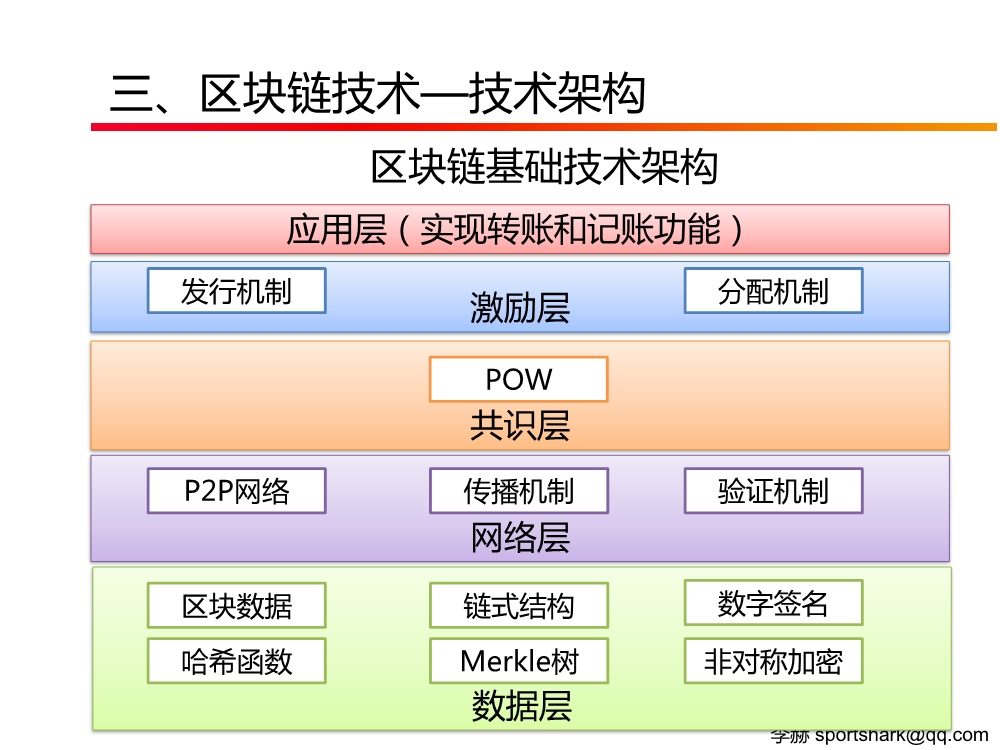 三、区块链技术—技术架构
区块链基础技术架构
应用层（实现转账和记账功能）
发行机制
分配机制
激励层
POW
共识层
P2P网络
传播机制
验证机制
网络层
区块数据
链式结构
数字签名
哈希函数
Merkle树
非对称加密
数据层
李赫 sportshark@qq.com